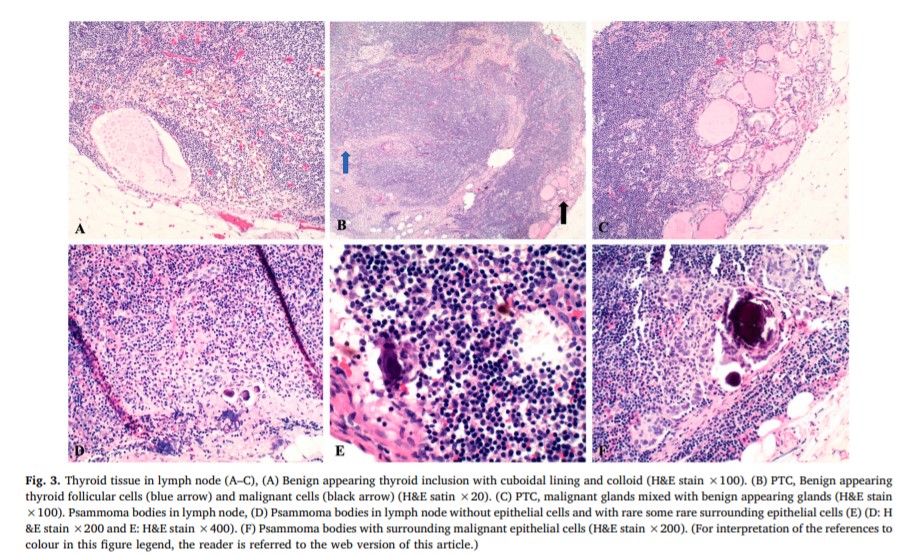 A
B
C
D
E
F
Fig. 3. Thyroid tissue in lymph node (A–C), (A) Benign appearing thyroid inclusion with cuboidal lining and colloid (H&E stain ×100). (B) PTC, Benign appearing
thyroid follicular cells (blue arrow) and malignant cells (black arrow) (H&E satin ×20). (C) PTC, malignant glands mixed with benign appearing glands (H&E stain
×100). Psammoma bodies in lymph node, (D) Psammoma bodies in lymph node without epithelial cells and with rare some rare surrounding epithelial cells (E) (D: H
&E stain ×200 and E: H&E stain ×400). (F) Psammoma bodies with surrounding malignant epithelial cells (H&E stain ×200). (For interpretation of the references to
colour in this figure legend, the reader is referred to the web version of this article.)